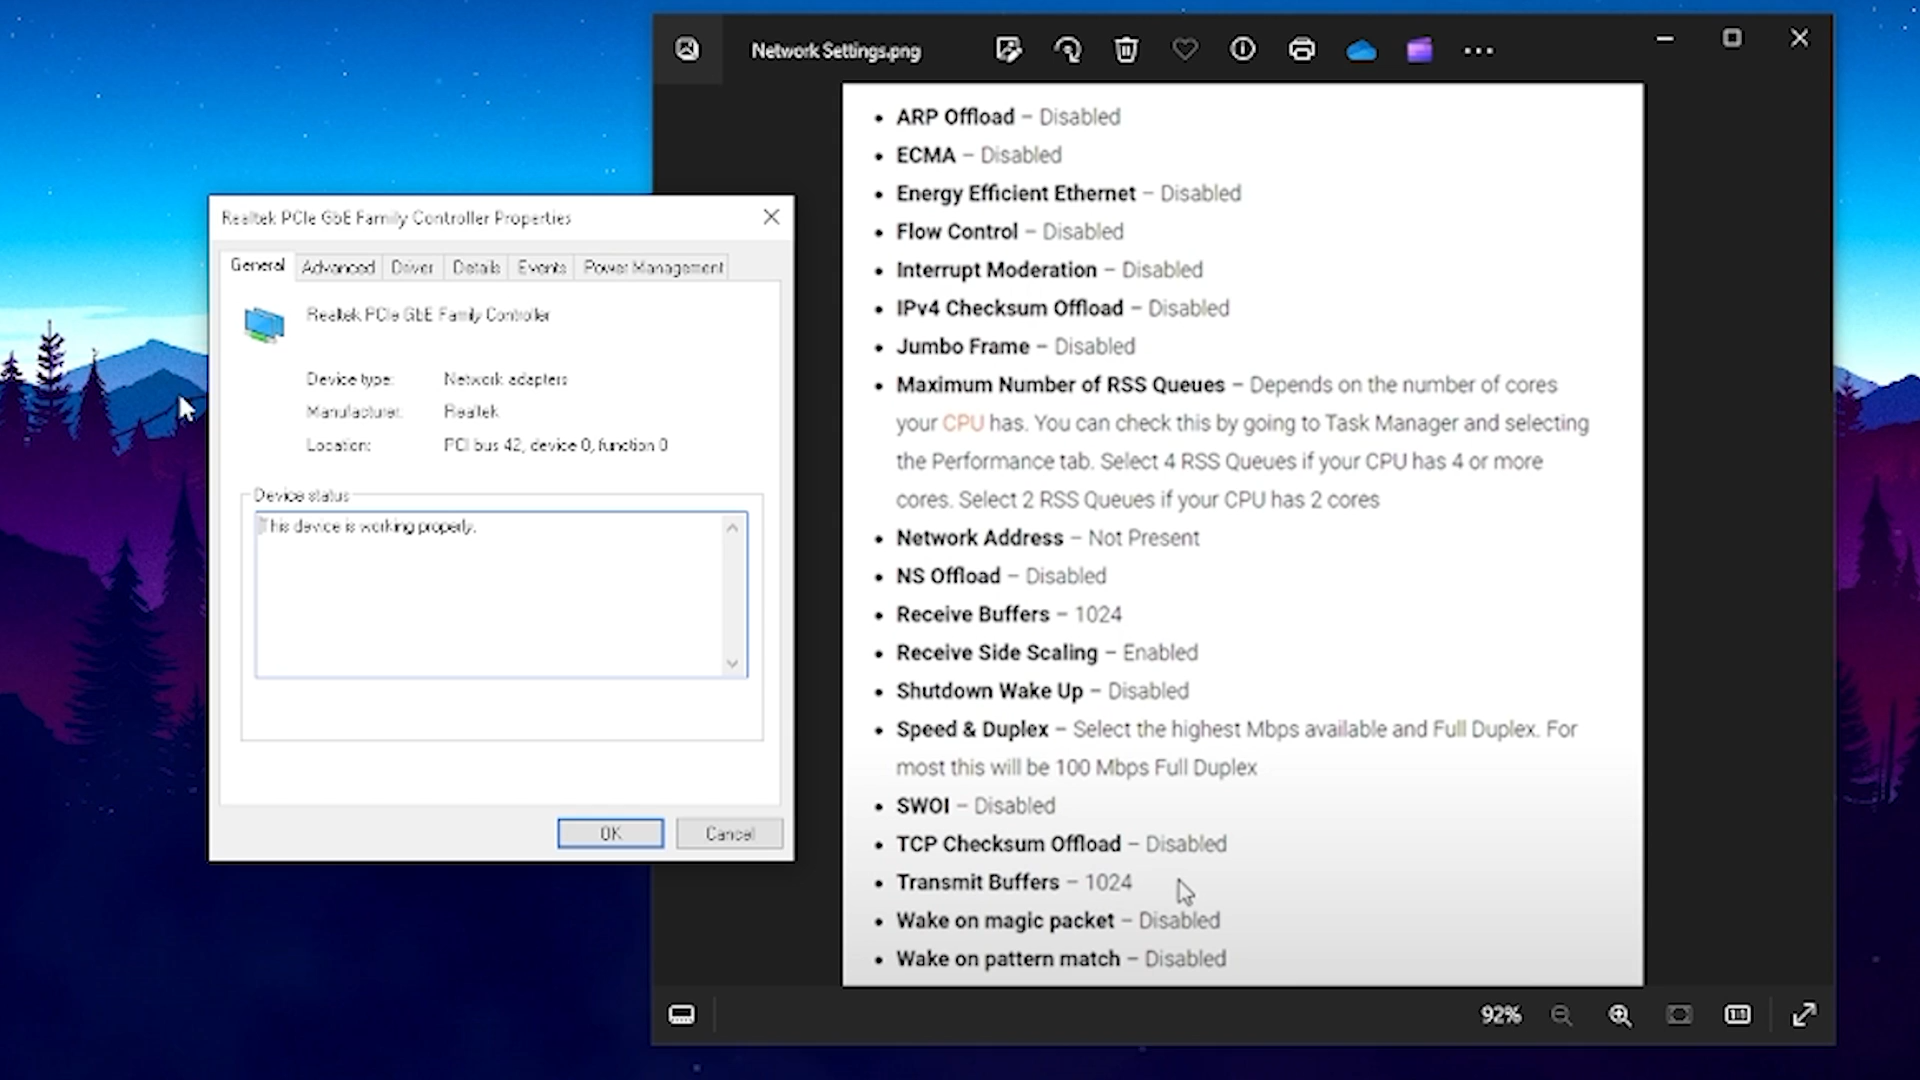 Network Settings.png
Realtek PCIe GbE Family Controller Properties
General
Advanced
Driver
Details
Events
Power Management
Realtek PCIe GbE Family Controller
Device type:
Network adapters
Manufacturer:
Realtek
Location:
PCI bus 42, device 0, function 0
Device status
This device is working properly.
OK
Cancel
• ARP Offload – Disabled
• ECMA – Disabled
• Energy Efficient Ethernet – Disabled
• Flow Control – Disabled
• Interrupt Moderation – Disabled
• IPv4 Checksum Offload – Disabled
• Jumbo Frame – Disabled
• Maximum Number of RSS Queues – Depends on the number of cores
your CPU has. You can check this by going to Task Manager and selecting
the Performance tab. Select 4 RSS Queues if your CPU has 4 or more
cores. Select 2 RSS Queues if your CPU has 2 cores
• Network Address – Not Present
• NS Offload – Disabled
• Receive Buffers – 1024
• Receive Side Scaling – Enabled
• Shutdown Wake Up – Disabled
• Speed & Duplex – Select the highest Mbps available and Full Duplex. For
most this will be 100 Mbps Full Duplex
• SWOI – Disabled
• TCP Checksum Offload – Disabled
• Transmit Buffers – 1024
• Wake on magic packet – Disabled
• Wake on pattern match – Disabled
92%